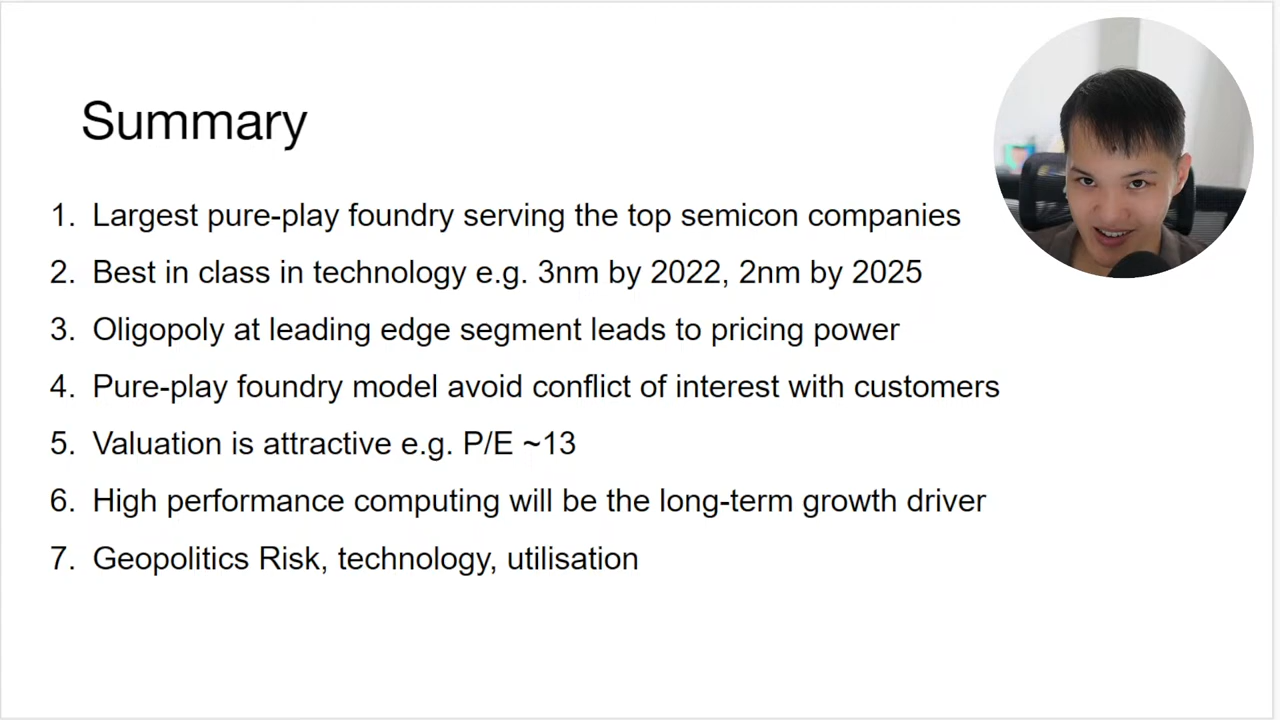 Summary
1. Largest pure-play foundry serving the top semicon companies
2. Best in class in technology e.g. 3nm by 2022, 2nm by 2025
3. Oligopoly at leading edge segment leads to pricing power
4. Pure-play foundry model avoid conflict of interest with customers
5. Valuation is attractive e.g. P/E ~13
6. High performance computing will be the long-term growth driver
7. Geopolitics Risk, technology, utilisation